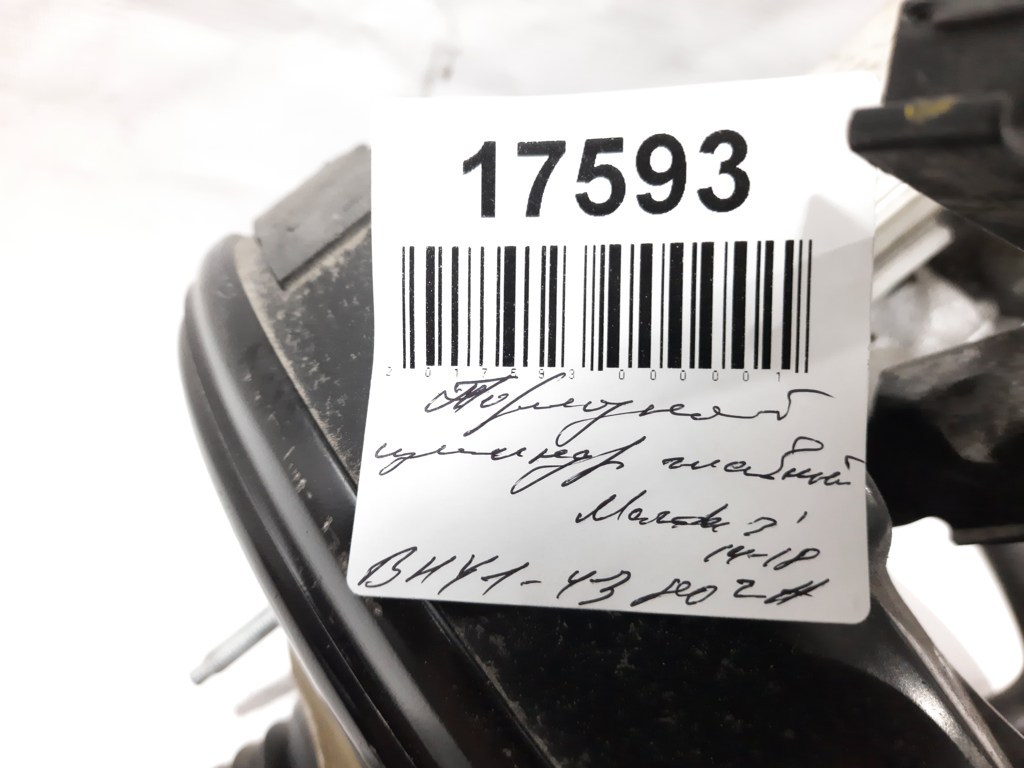 17593
2017593000001
Тормозной
цилиндр главный
Мазда 3
14-18
BHY1-43